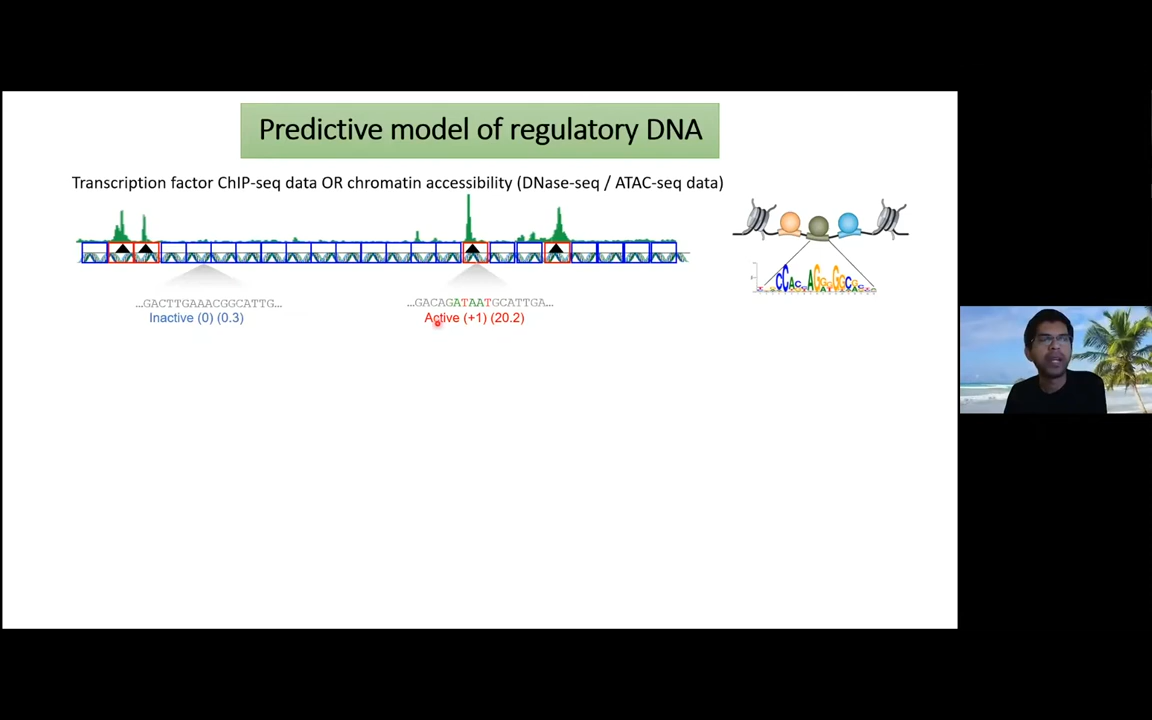 Predictive model of regulatory DNA
Transcription factor ChIP-seq data OR chromatin accessibility (DNase-seq / ATAC-seq data)
...GACTTGAAACGGCATTG...
Inactive (0) (0.3)
...GACAGATAATGCATTGA...
Active (+1) (20.2)